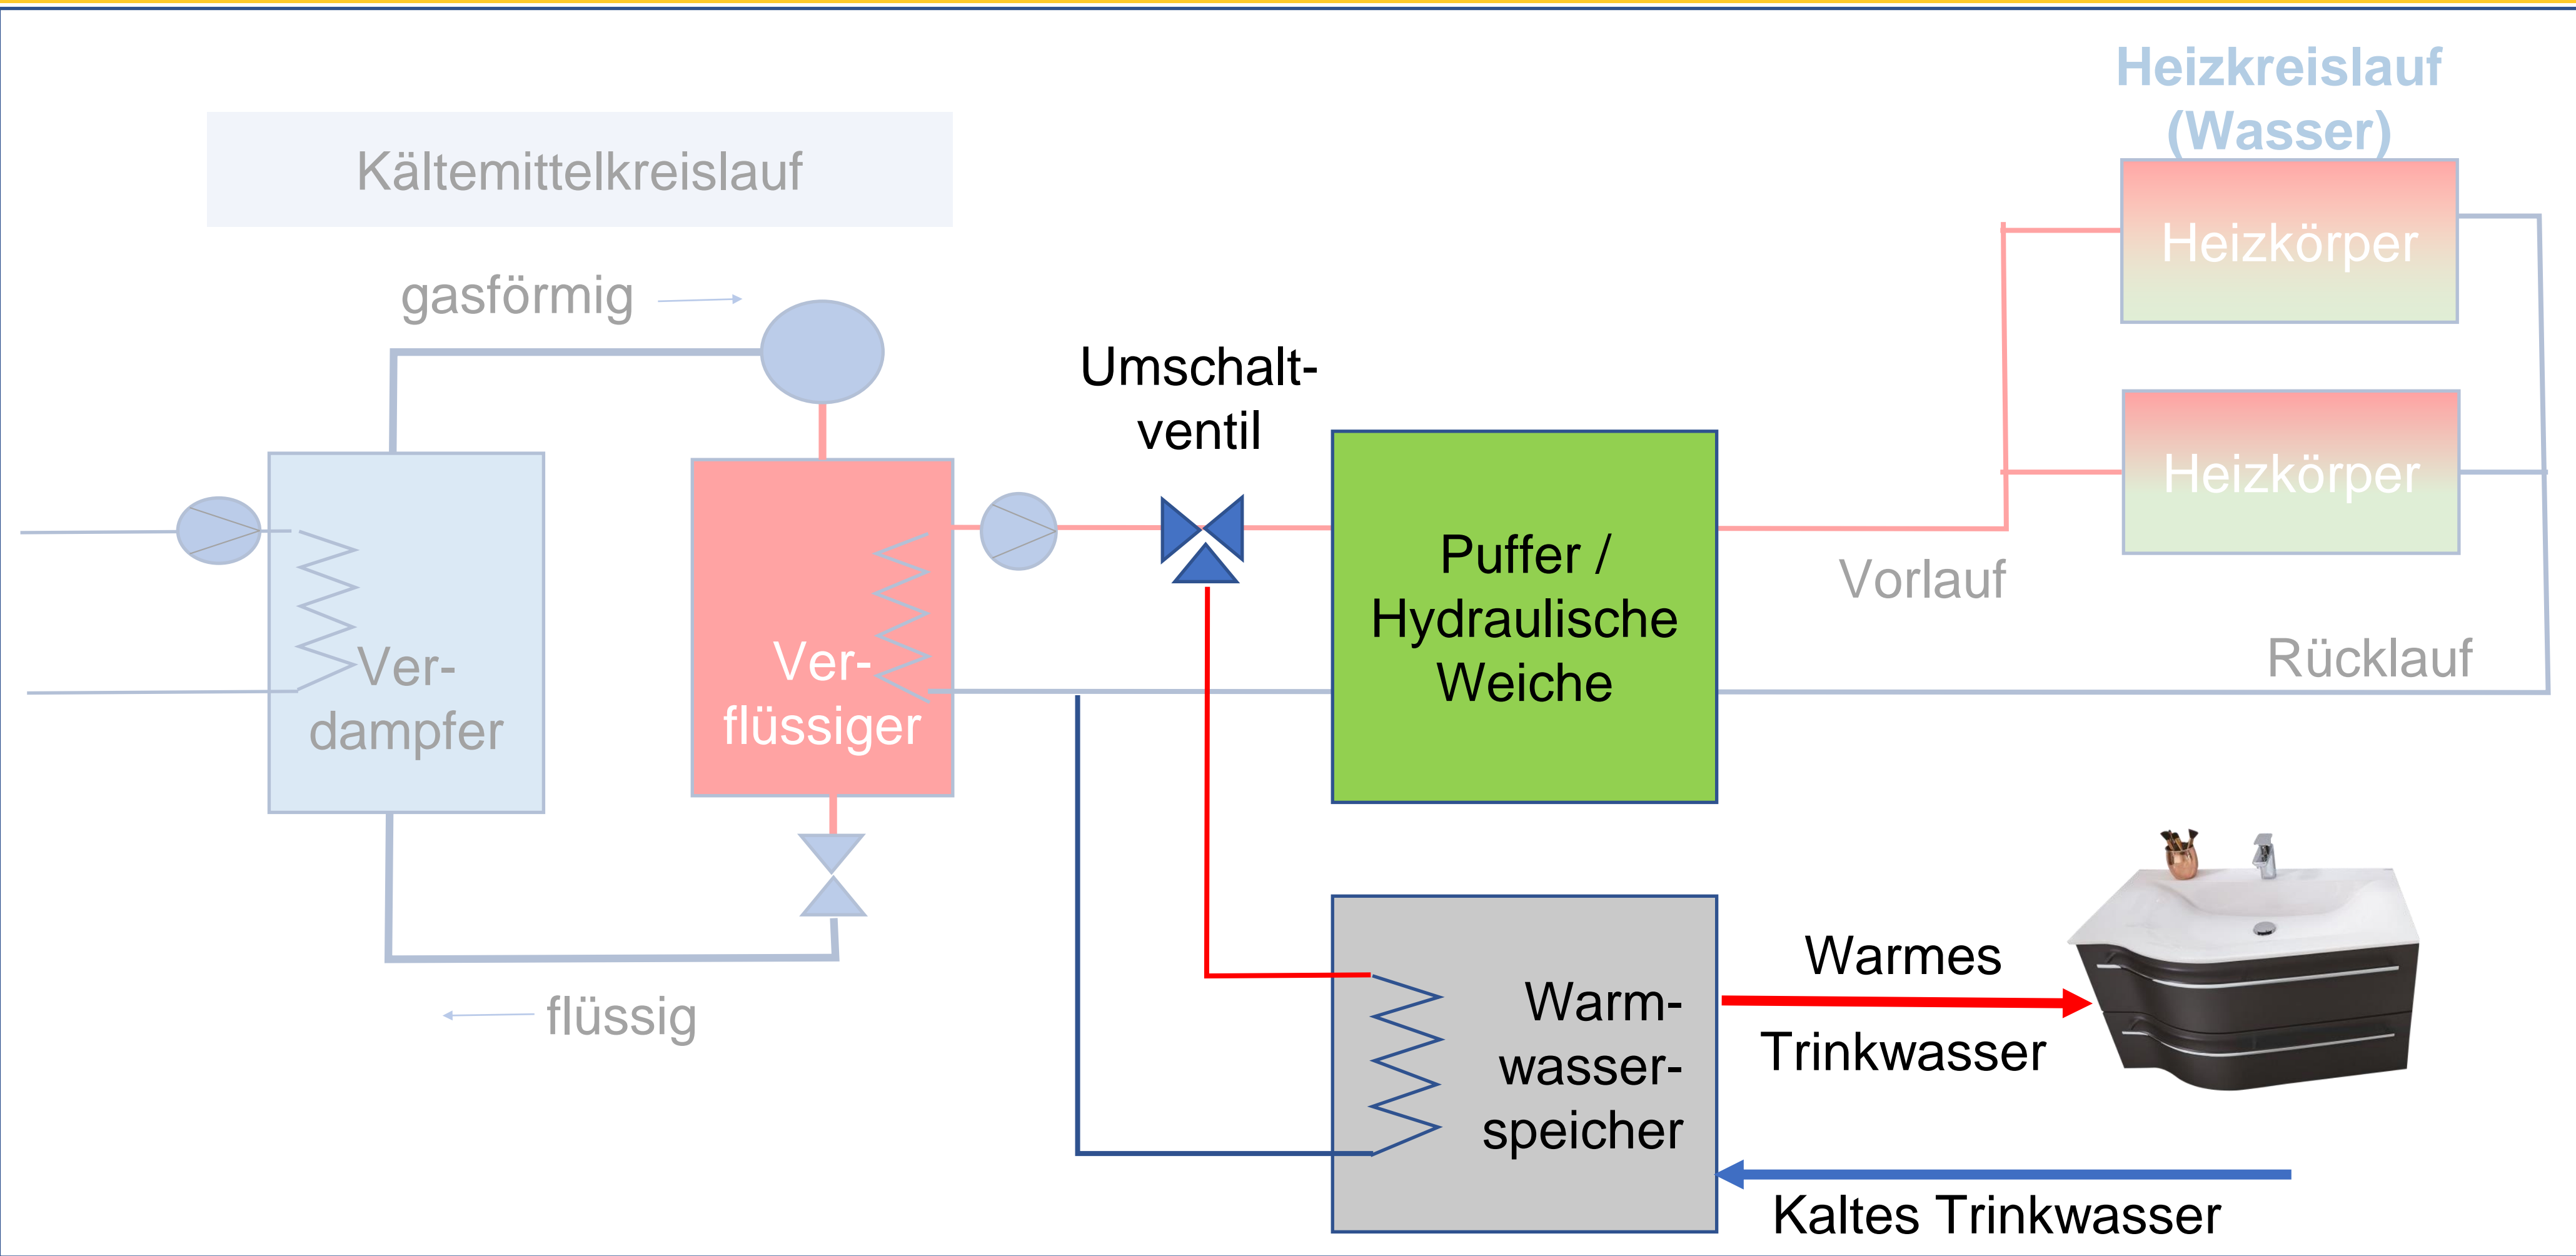 Heizkreislauf
(Wasser)
Kältemittelkreislauf
Heizkörper
gasförmig
Umschalt-
ventil
Heizkörper
Puffer /
Hydraulische
Weiche
Vorlauf
Rücklauf
Ver-
dampfer
Ver-
flüssiger
flüssig
Warm-
wasser-
speicher
Warmes
Trinkwasser
Kaltes Trinkwasser